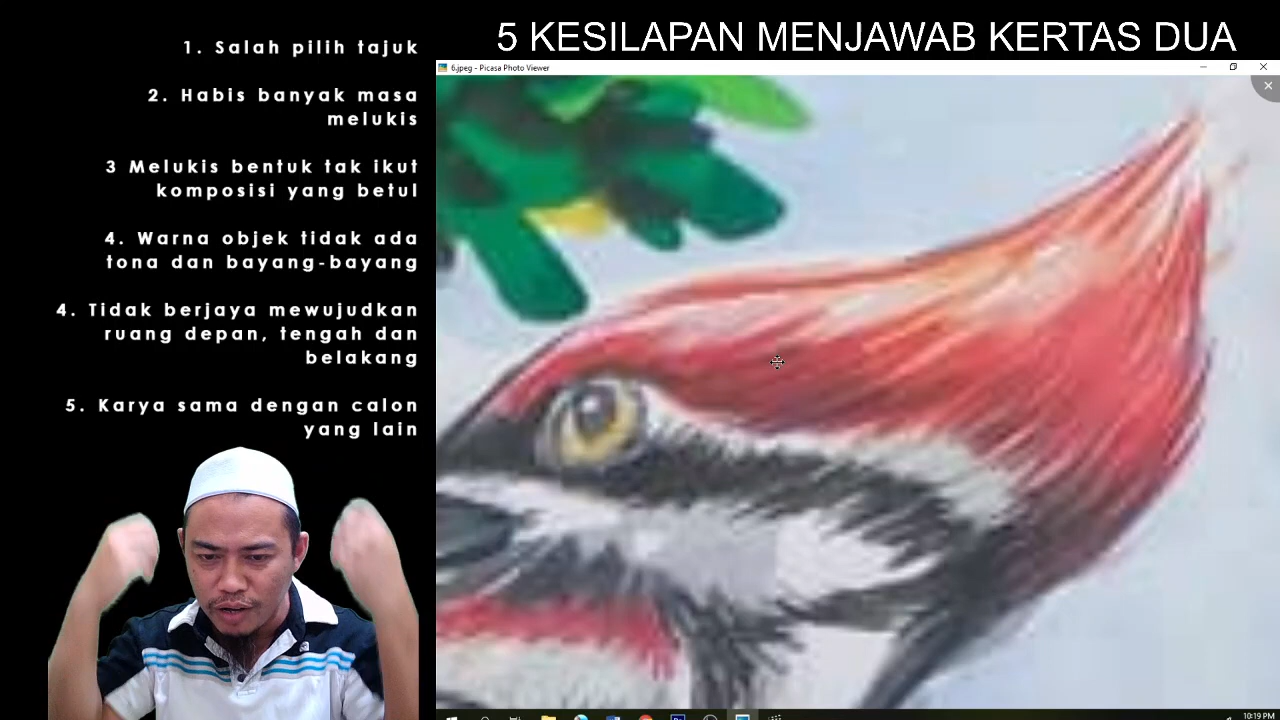 5 KESILAPAN MENJAWAB KERTAS DUA
1. Salah pilih tajuk
2. Habis banyak masa
melukis
3 Melukis bentuk tak ikut
komposisi yang betul
4. Warna objek tidak ada
tona dan bayang-bayang
4. Tidak berjaya mewujudkan
ruang depan, tengah dan
belakang
5. Karya sama dengan calon
yang lain
6.jpeg - Picasa Photo Viewer
10:19 PM